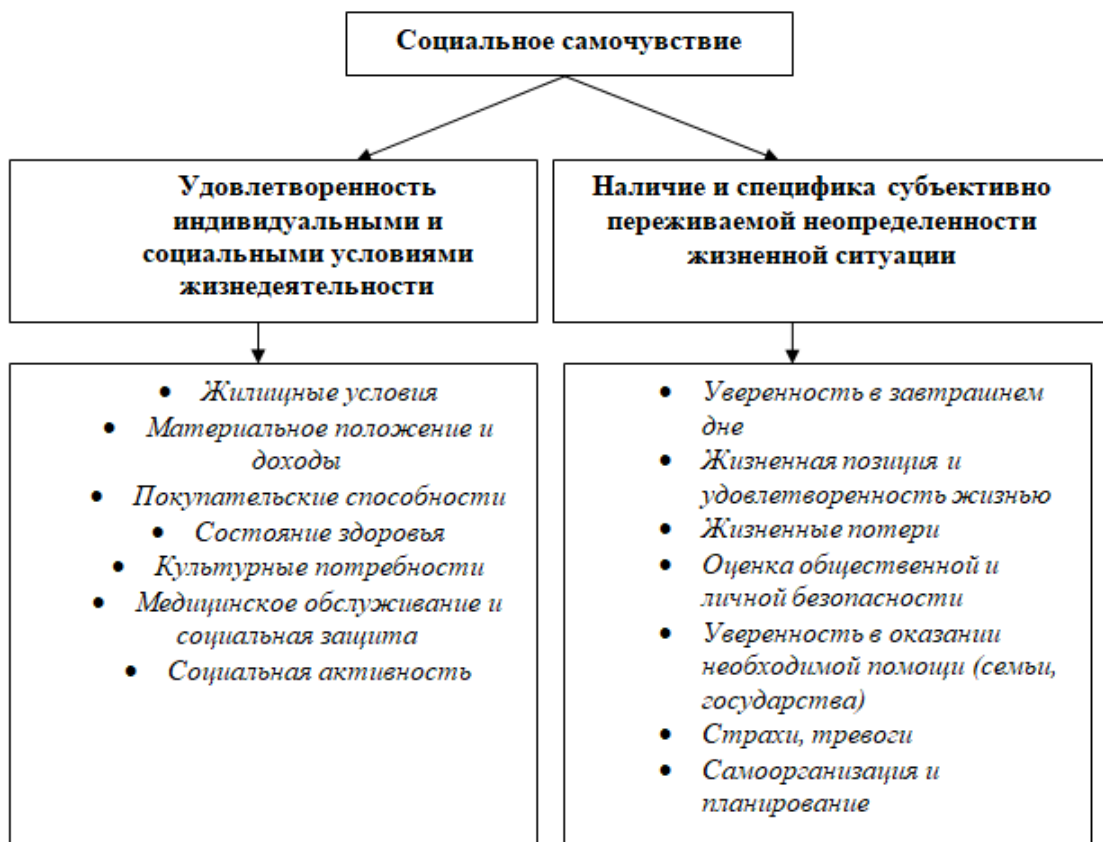 Социальное самочувствие
Удовлетворенность
индивидуальными и
социальными условиями
жизнедеятельности
Наличие и специфика субъективно
переживаемой неопределенности
жизненной ситуации
• Жилищные условия
• Материальное положение и
доходы
• Покупательские способности
• Состояние здоровья
• Культурные потребности
• Медицинское обслуживание и
социальная защита
• Социальная активность
• Уверенность в завтрашнем
дне
• Жизненная позиция и
удовлетворенность жизнью
• Жизненные потери
• Оценка общественной и
личной безопасности
• Уверенность в оказании
необходимой помощи (семьи,
государства)
• Страхи, тревоги
• Самоорганизация и
планирование